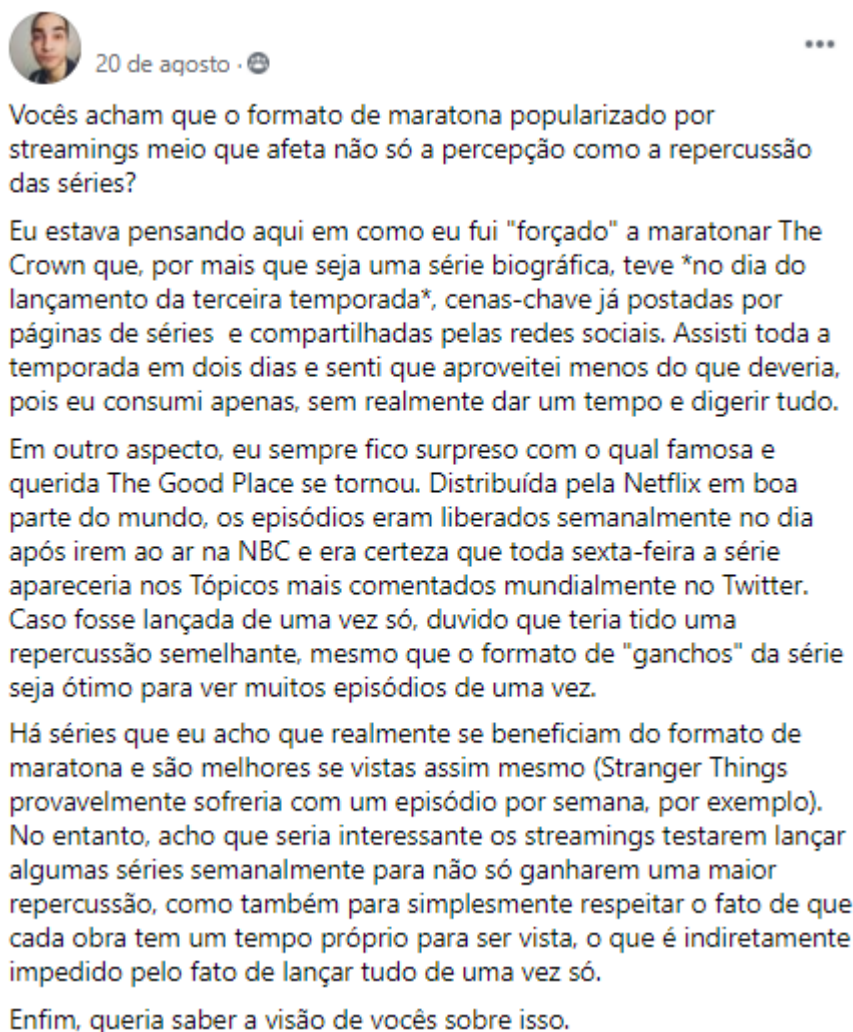 20 de agosto ·
Vocês acham que o formato de maratona popularizado por
streamings meio que afeta não só a percepção como a repercussão
das séries?
Eu estava pensando aqui em como eu fui "forçado" a maratonar The
Crown que, por mais que seja uma série biográfica, teve *no dia do
lançamento da terceira temporada*, cenas-chave já postadas por
páginas de séries e compartilhadas pelas redes sociais. Assisti toda a
temporada em dois dias e senti que aproveitei menos do que deveria,
pois eu consumi apenas, sem realmente dar um tempo e digerir tudo.
Em outro aspecto, eu sempre fico surpreso com o qual famosa e
querida The Good Place se tornou. Distribuída pela Netflix em boa
parte do mundo, os episódios eram liberados semanalmente no dia
após irem ao ar na NBC e era certeza que toda sexta-feira a série
apareceria nos Tópicos mais comentados mundialmente no Twitter.
Caso fosse lançada de uma vez só, duvido que teria tido uma
repercussão semelhante, mesmo que o formato de "ganchos" da série
seja ótimo para ver muitos episódios de uma vez.
Há séries que eu acho que realmente se beneficiam do formato de
maratona e são melhores se vistas assim mesmo (Stranger Things
provavelmente sofreria com um episódio por semana, por exemplo).
No entanto, acho que seria interessante os streamings testarem lançar
algumas séries semanalmente para não só ganharem uma maior
repercussão, como também para simplesmente respeitar o fato de que
cada obra tem um tempo próprio para ser vista, o que é indiretamente
impedido pelo fato de lançar tudo de uma vez só.
Enfim, queria saber a visão de vocês sobre isso.